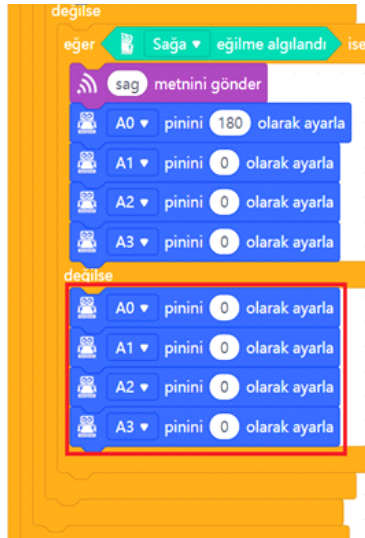 değilse
eğer Sağa eğilme algılandı ise
sag metnini gönder
A0 pinini 180 olarak ayarla
A1 pinini 0 olarak ayarla
A2 pinini 0 olarak ayarla
A3 pinini 0 olarak ayarla
değilse
A0 pinini 0 olarak ayarla
A1 pinini 0 olarak ayarla
A2 pinini 0 olarak ayarla
A3 pinini 0 olarak ayarla